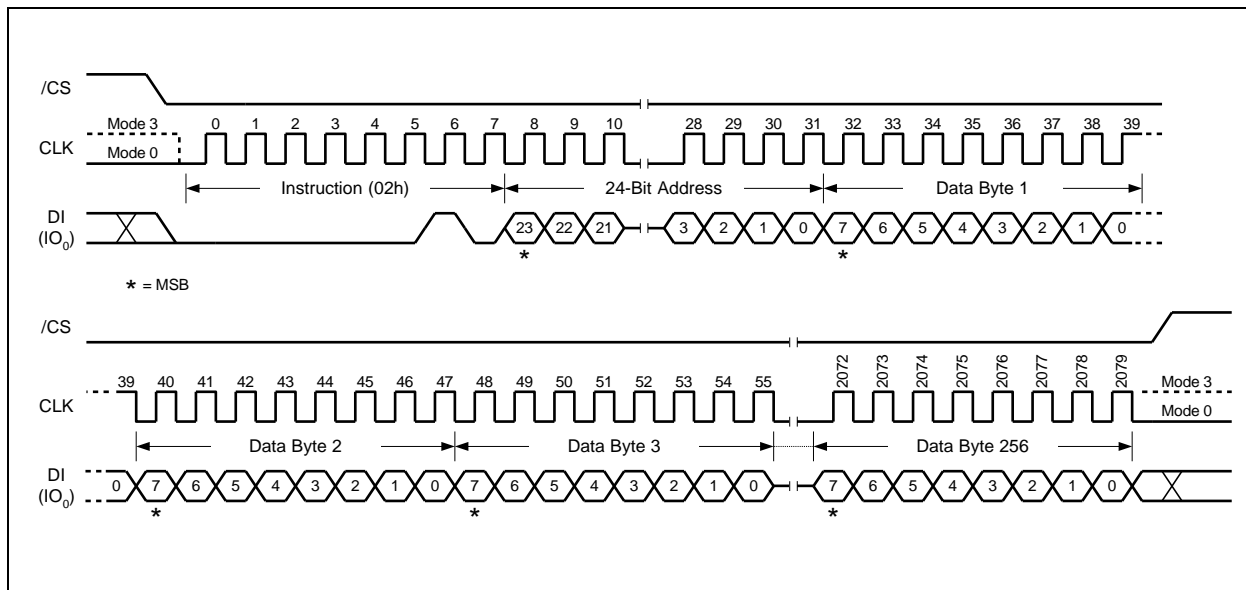 /CS
Mode 3 0 1 2 3 4 5 6 7 8 9 10 28 29 30 31 32 33 34 35 36 37 38 39
CLK Mode 0
Instruction (02h) 24-Bit Address Data Byte 1
DI
(IO0) 23 22 21 3 2 1 0 7 6 5 4 3 2 1 0
* *
* = MSB
/CS
39 40 41 42 43 44 45 46 47 48 49 50 51 52 53 54 55 2072 2073 2074 2075 2076 2077 2078 2079 Mode 3
CLK Mode 0
Data Byte 2 Data Byte 3 Data Byte 256
DI
(IO0) 0 7 6 5 4 3 2 1 0 7 6 5 4 3 2 1 0 7 6 5 4 3 2 1 0
* * *